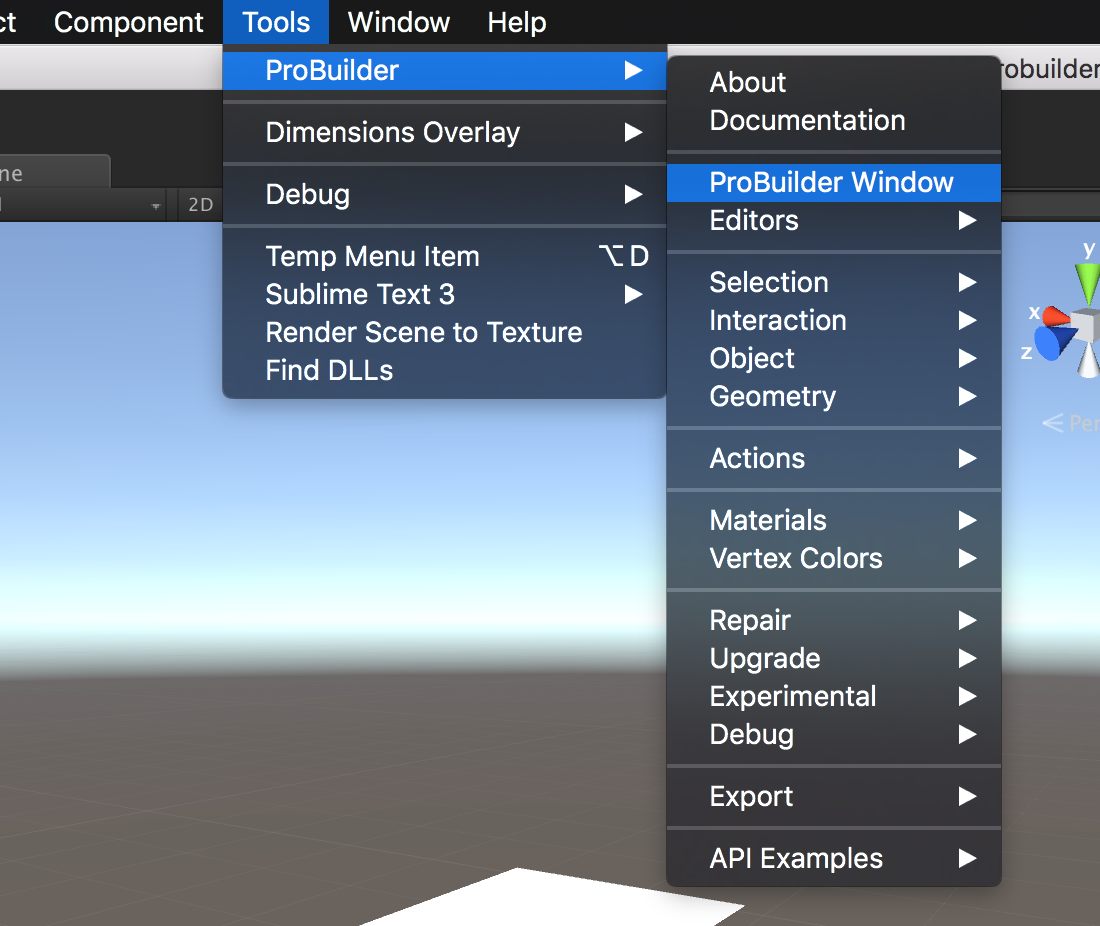 ct Component Tools Window Help
ProBuilder
robuilder
Dimensions Overlay
Debug
Temp Menu Item ⌥ D
Sublime Text 3
Render Scene to Texture
Find DLLs
About
Documentation
ProBuilder Window
Editors
Selection
Interaction
Object
Geometry
Actions
Materials
Vertex Colors
Repair
Upgrade
Experimental
Debug
Export
API Examples
ne
2D
y
x
z
Per